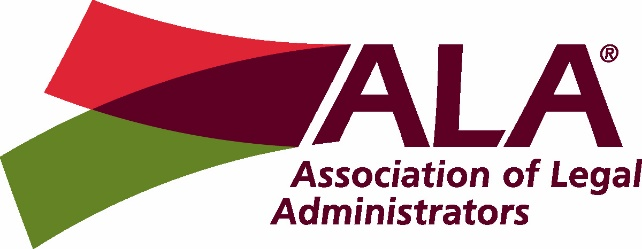 ALA®
Association of Legal
Administrators